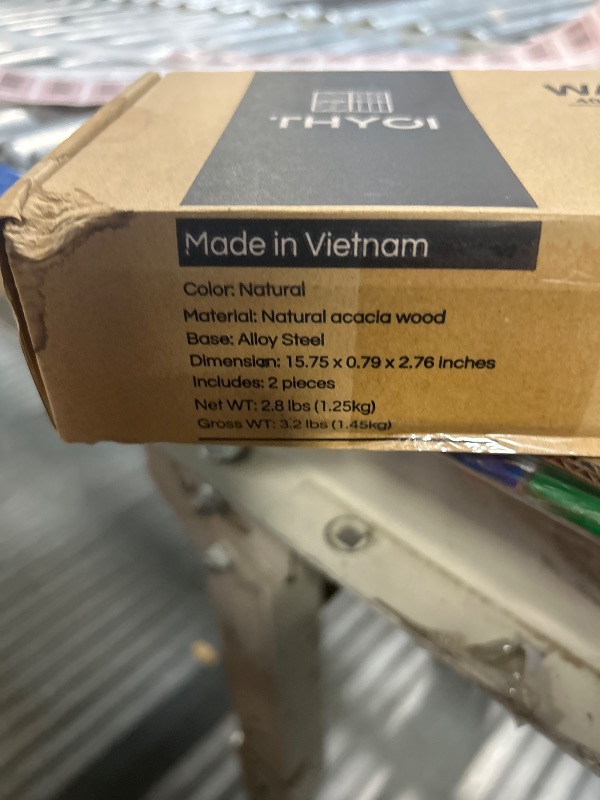 THYOI
WA
40
Made in Vietnam
Color: Natural
Material: Natural acacia wood
Base: Alloy Steel
Dimension: 15.75 x 0.79 x 2.76 inches
Includes: 2 pieces
Net WT: 2.8 lbs (1.25kg)
Gross WT: 3.2 lbs (1.45kg)